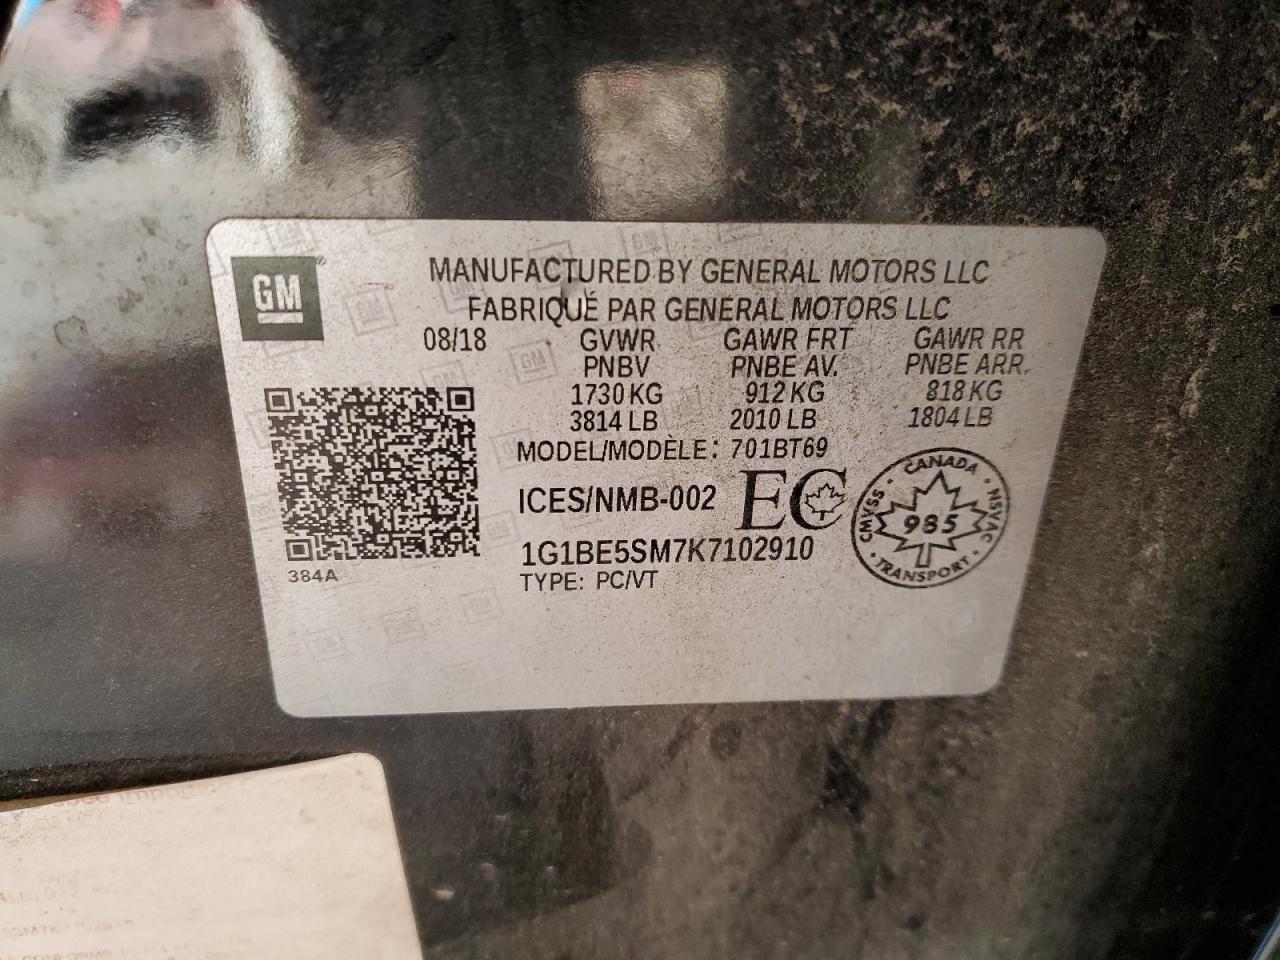 GM
MANUFACTURED BY GENERAL MOTORS LLC
FABRIQUÉ PAR GENERAL MOTORS LLC
08/18 GVWR GAWR FRT GAWR RR
PNBV PNBE AV. PNBE ARR.
1730 KG 912 KG 818 KG
3814 LB 2010 LB 1804 LB
MODEL/MODÈLE: 701BT69
ICES/NMB-002 EC
1G1BE5SM7K7102910
TYPE: PC/VT
384A
CANADA
CMVSS 985 NSVAC
TRANSPORT